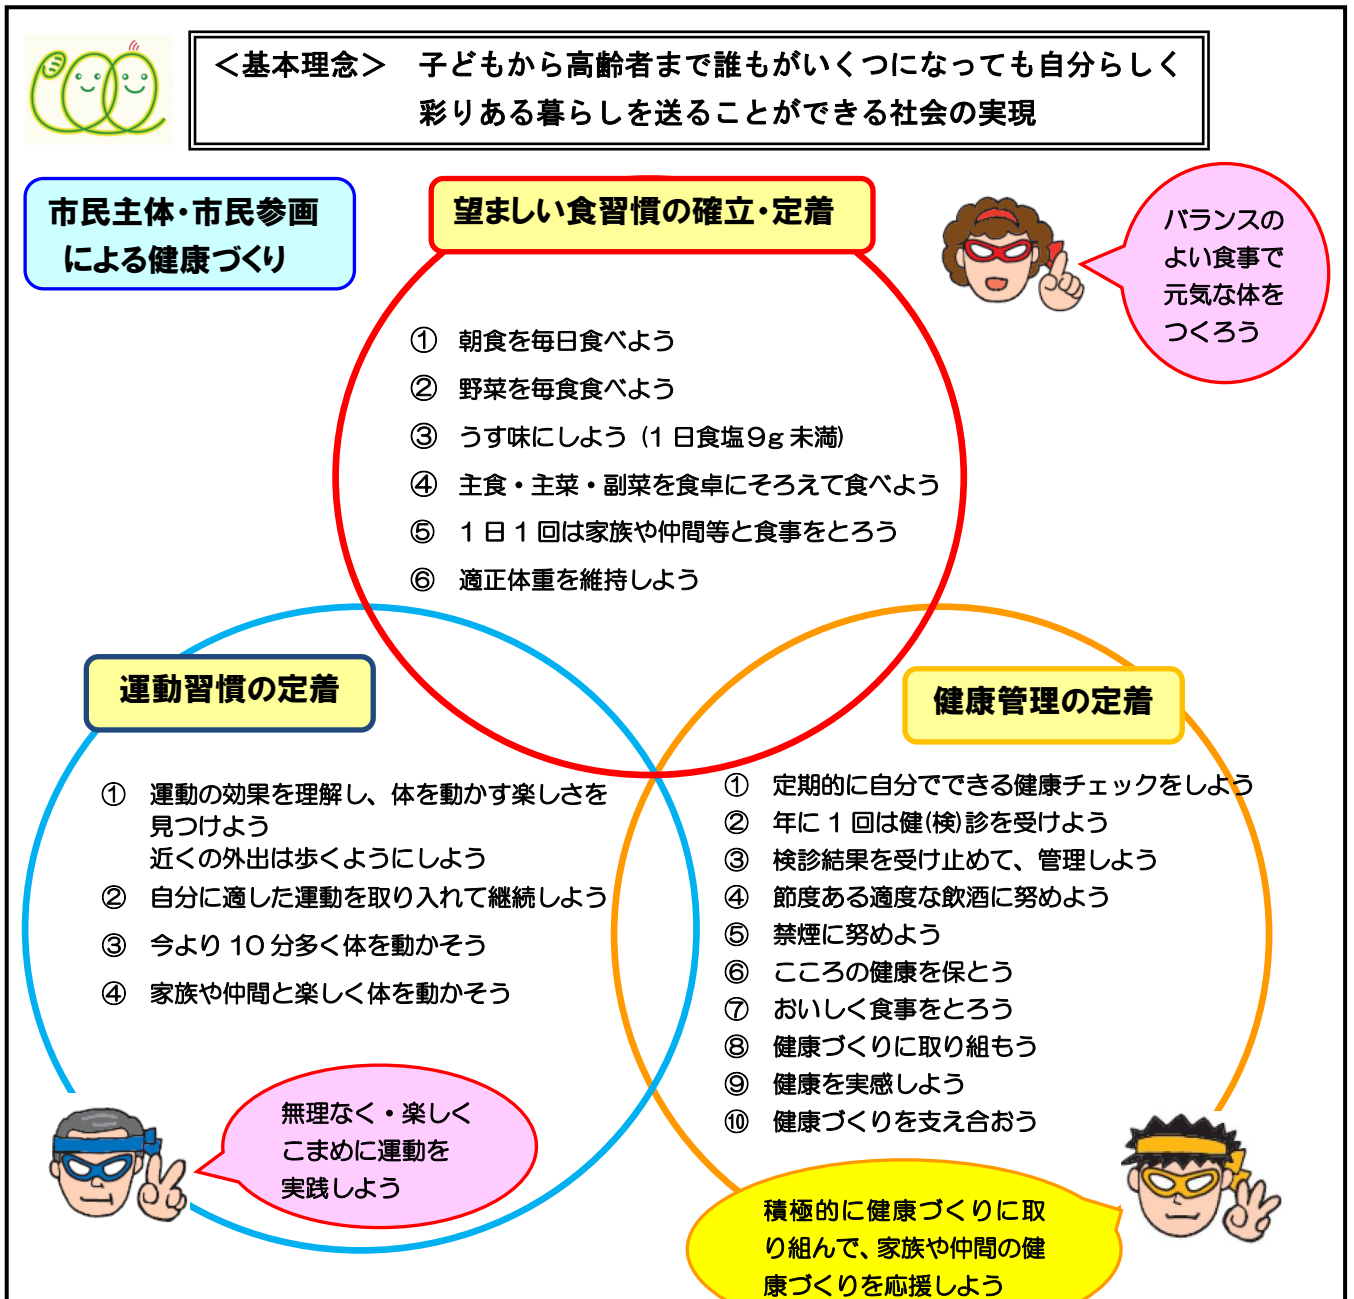 ＜基本理念＞　子どもから高齢者まで誰もがいくつになっても自分らしく
彩りある暮らしを送ることができる社会の実現
市民主体・市民参画
による健康づくり
望ましい食習慣の確立・定着
バランスの
よい食事で
元気な体を
つくろう
①　朝食を毎日食べよう
②　野菜を毎食食べよう
③　うす味にしよう（1日食塩9g未満）
④　主食・主菜・副菜を食卓にそろえて食べよう
⑤　1日1回は家族や仲間等と食事をとろう
⑥　適正体重を維持しよう
運動習慣の定着
①　運動の効果を理解し、体を動かす楽しさを
見つけよう
近くの外出は歩くようにしよう
②　自分に適した運動を取り入れて継続しよう
③　今より10分多く体を動かそう
④　家族や仲間と楽しく体を動かそう
無理なく・楽しく
こまめに運動を
実践しよう
健康管理の定着
①　定期的に自分でできる健康チェックをしよう
②　年に1回は健(検)診を受けよう
③　検診結果を受け止めて、管理しよう
④　節度ある適度な飲酒に努めよう
⑤　禁煙に努めよう
⑥　こころの健康を保とう
⑦　おいしく食事をとろう
⑧　健康づくりに取り組もう
⑨　健康を実感しよう
⑩　健康づくりを支え合おう
積極的に健康づくりに取
り組んで、家族や仲間の健
康づくりを応援しよう